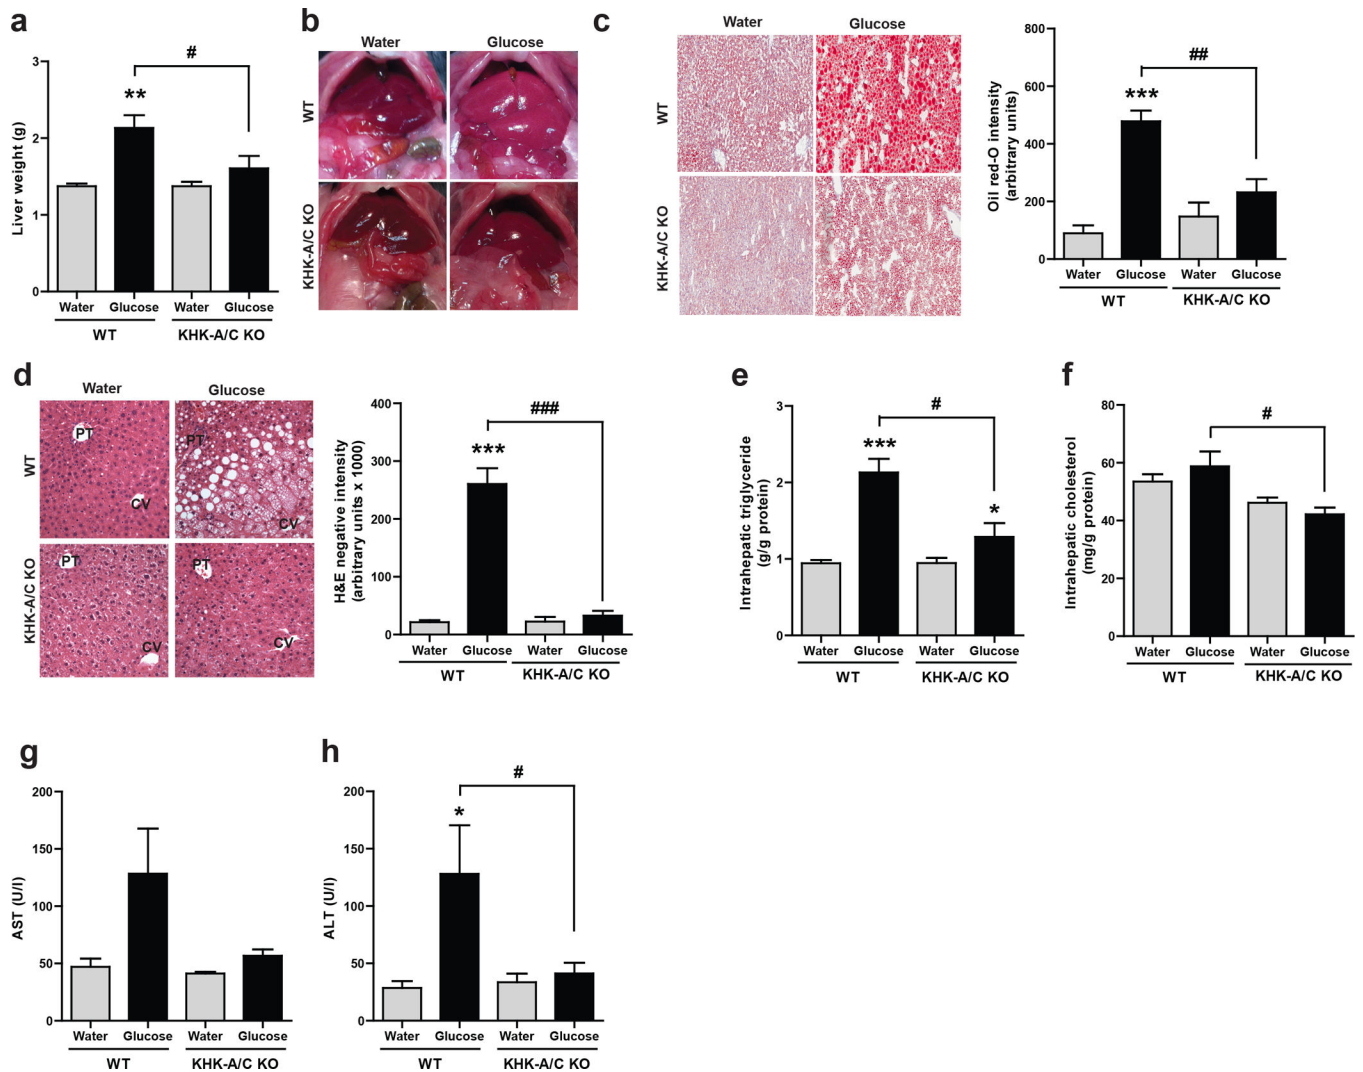 a
Liver weight (g)
3
2
1
0
**
#
Water Glucose Water Glucose
WT KHK-A/C KO
b
Water Glucose
WT
KHK-A/C KO
c
Water Glucose
WT
KHK-A/C KO
Oil red-O intensity
(arbitrary units)
800
600
400
200
0
***
##
Water Glucose Water Glucose
WT KHK-A/C KO
d
Water Glucose
WT
KHK-A/C KO
PT
CV
PT
CV
PT
CV
PT
CV
H&E negative intensity
(arbitrary units x 1000)
400
300
200
100
0
***
###
Water Glucose Water Glucose
WT KHK-A/C KO
e
Intrahepatic triglyceride
(g/g protein)
3
2
1
0
***
#
*
Water Glucose Water Glucose
WT KHK-A/C KO
f
Intrahepatic cholesterol
(mg/g protein)
80
60
40
20
0
#
Water Glucose Water Glucose
WT KHK-A/C KO
g
AST (U/l)
200
150
100
50
0
Water Glucose Water Glucose
WT KHK-A/C KO
h
ALT (U/l)
200
150
100
50
0
*
#
Water Glucose Water Glucose
WT KHK-A/C KO